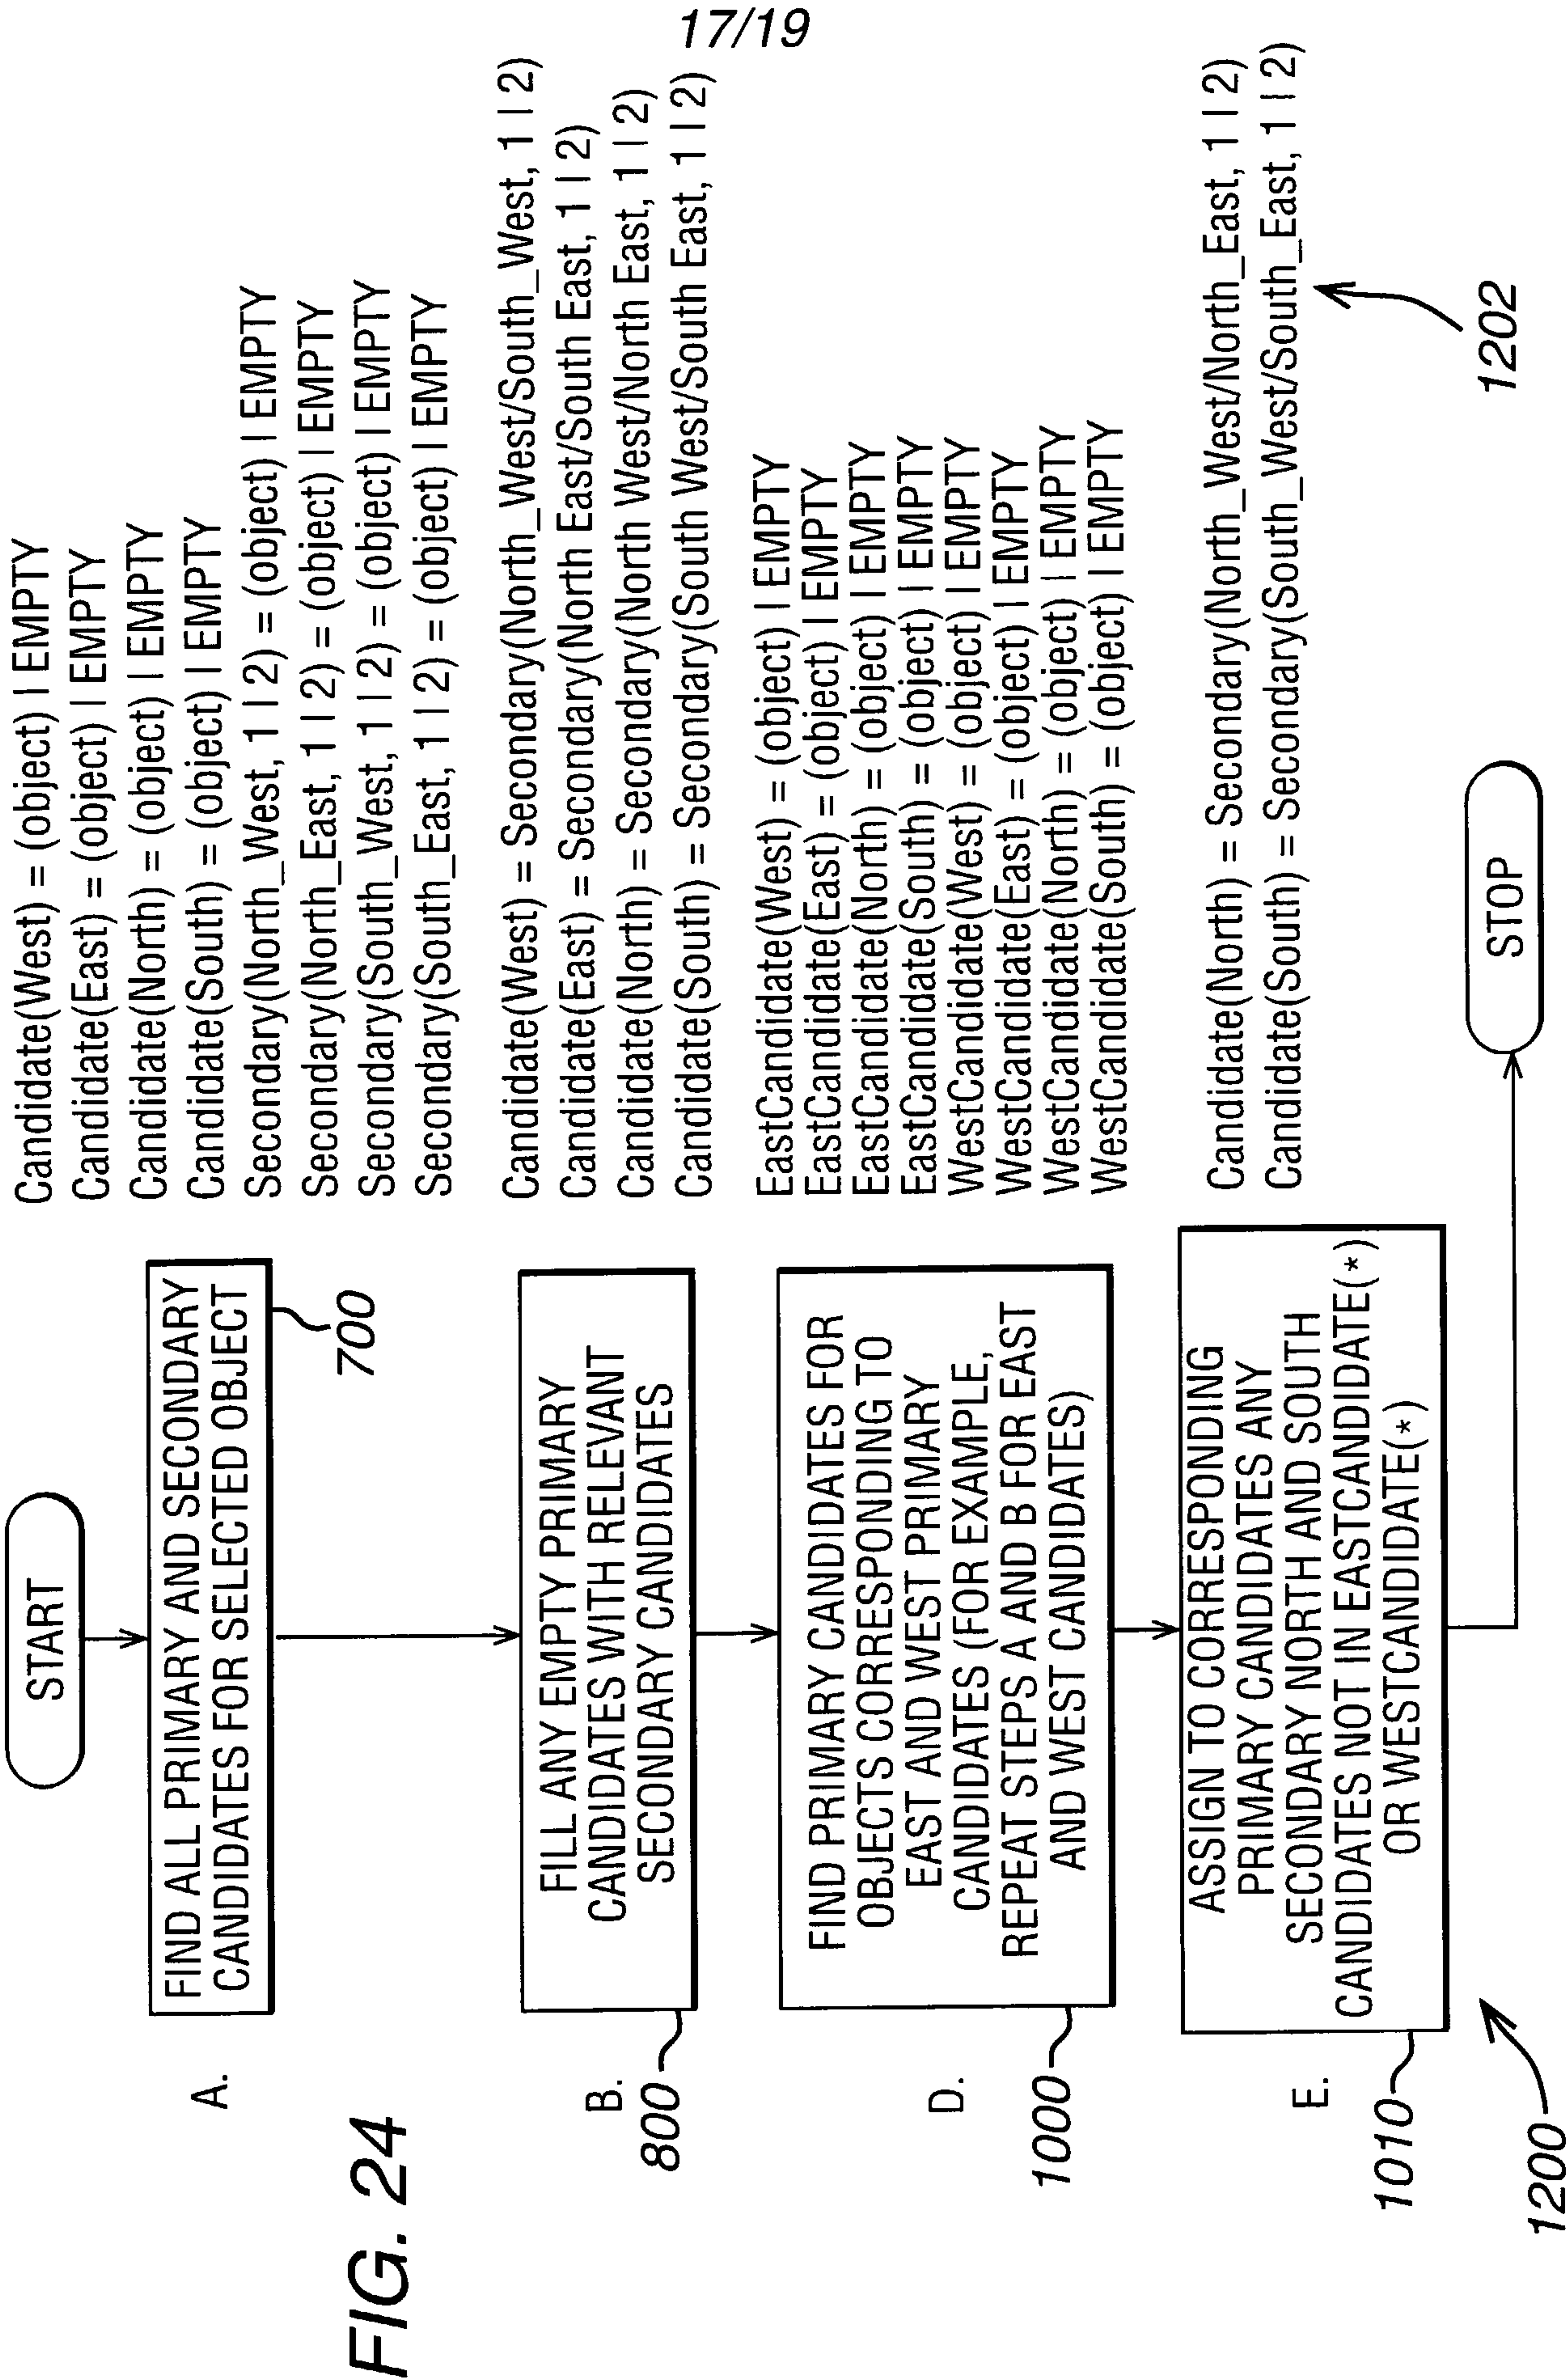 17/19
FIG. 24
START
A.
FIND ALL PRIMARY AND SECONDARY
CANDIDATES FOR SELECTED OBJECT
700
Candidate(West) = (object) | EMPTY
Candidate(East) = (object) | EMPTY
Candidate(North) = (object) | EMPTY
Candidate(South) = (object) | EMPTY
Secondary(North_West, 1 | 2) = (object) | EMPTY
Secondary(North_East, 1 | 2) = (object) | EMPTY
Secondary(South_West, 1 | 2) = (object) | EMPTY
Secondary(South_East, 1 | 2) = (object) | EMPTY
B.
800
FILL ANY EMPTY PRIMARY
CANDIDATES WITH RELEVANT
SECONDARY CANDIDATES
Candidate(West) = Secondary(North_West/South_West, 1 | 2)
Candidate(East) = Secondary(North East/South East, 1 | 2)
Candidate(North) = Secondary(North West/North East, 1 | 2)
Candidate(South) = Secondary(South West/South East, 1 | 2)
D.
1000
FIND PRIMARY CANDIDATES FOR
OBJECTS CORRESPONDING TO
EAST AND WEST PRIMARY
CANDIDATES (FOR EXAMPLE,
REPEAT STEPS A AND B FOR EAST
AND WEST CANDIDATES)
EastCandidate(West) = (object) | EMPTY
EastCandidate(East) = (object) | EMPTY
EastCandidate(North) = (object) | EMPTY
EastCandidate(South) = (object) | EMPTY
WestCandidate(West) = (object) | EMPTY
WestCandidate(East) = (object) | EMPTY
WestCandidate(North) = (object) | EMPTY
WestCandidate(South) = (object) | EMPTY
E.
1010
ASSIGN TO CORRESPONDING
PRIMARY CANDIDATES ANY
SECONDARY NORTH AND SOUTH
CANDIDATES NOT IN EASTCANDIDATE(*)
OR WESTCANDIDATE(*)
Candidate(North) = Secondary(North_West/North_East, 1 | 2)
Candidate(South) = Secondary(South_West/South_East, 1 | 2)
1202
STOP
1200